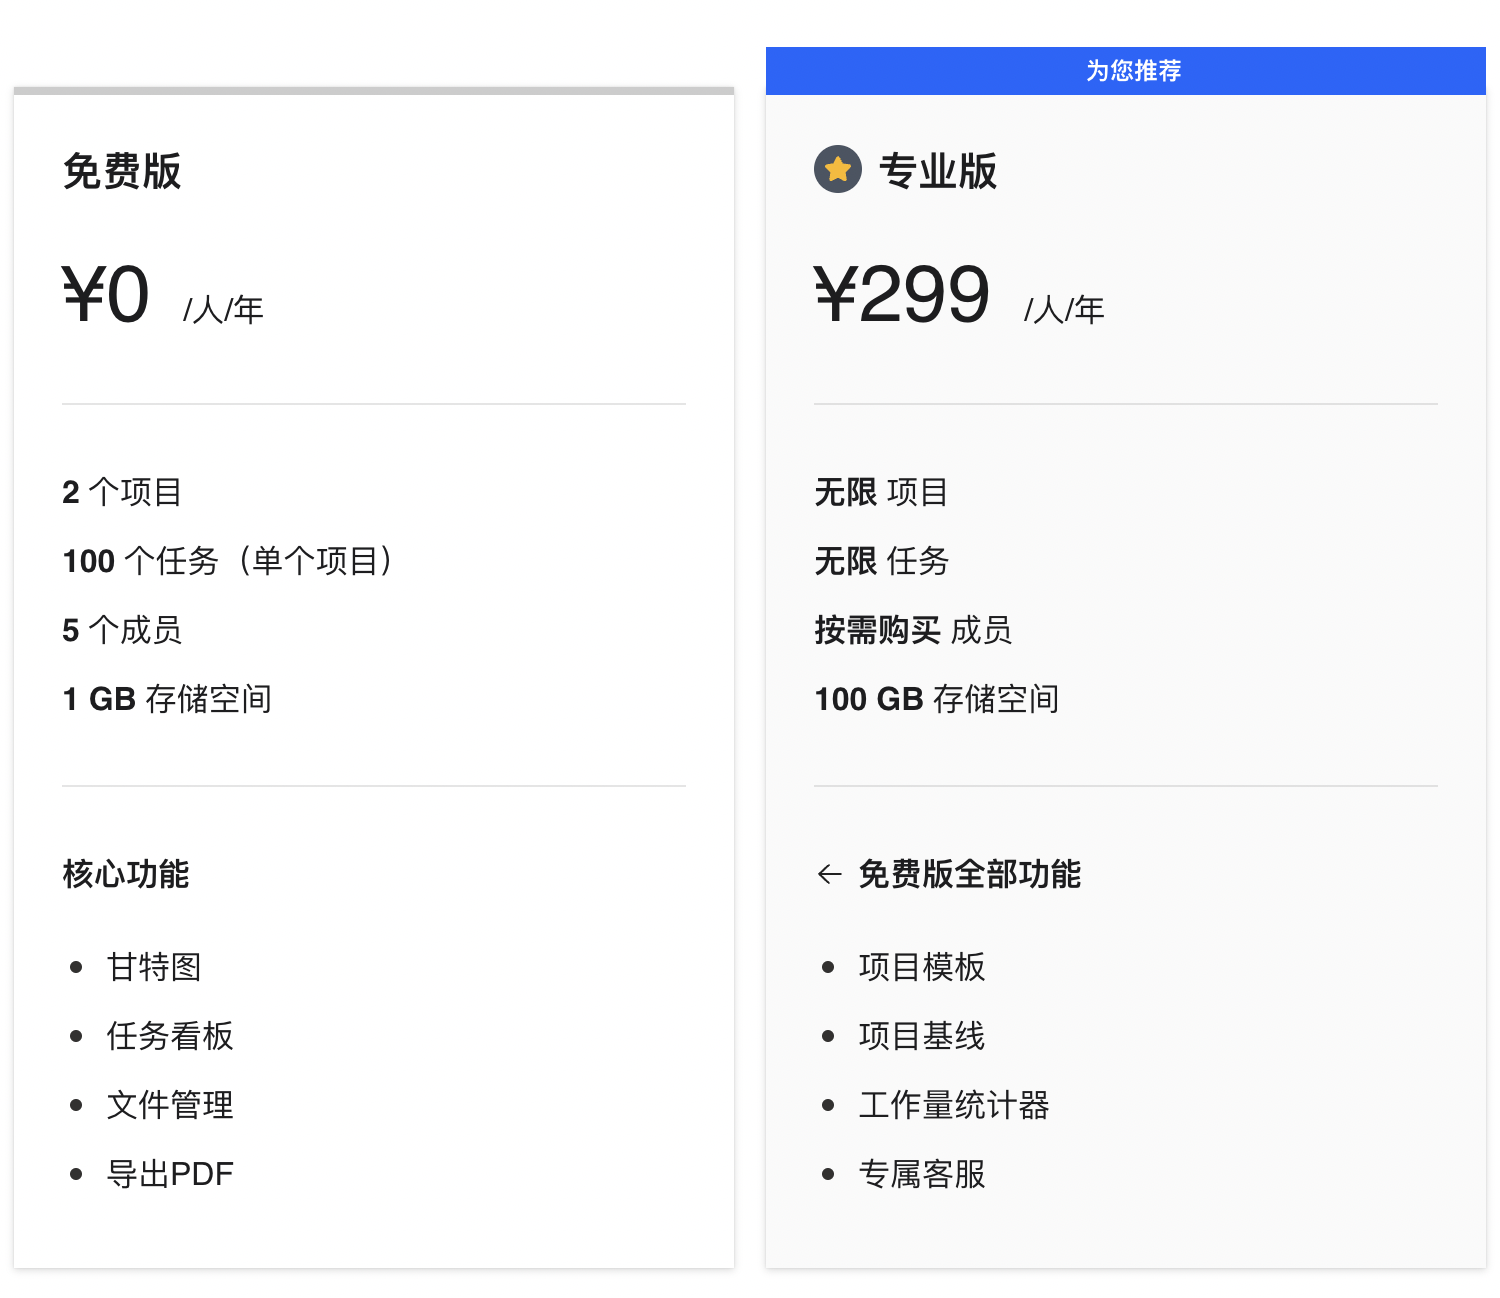 免费版
¥0 /人/年
2 个项目
100 个任务（单个项目）
5 个成员
1 GB 存储空间
核心功能
甘特图
任务看板
文件管理
导出PDF
为您推荐
专业版
¥299 /人/年
无限 项目
无限 任务
按需购买 成员
100 GB 存储空间
← 免费版全部功能
项目模板
项目基线
工作量统计器
专属客服